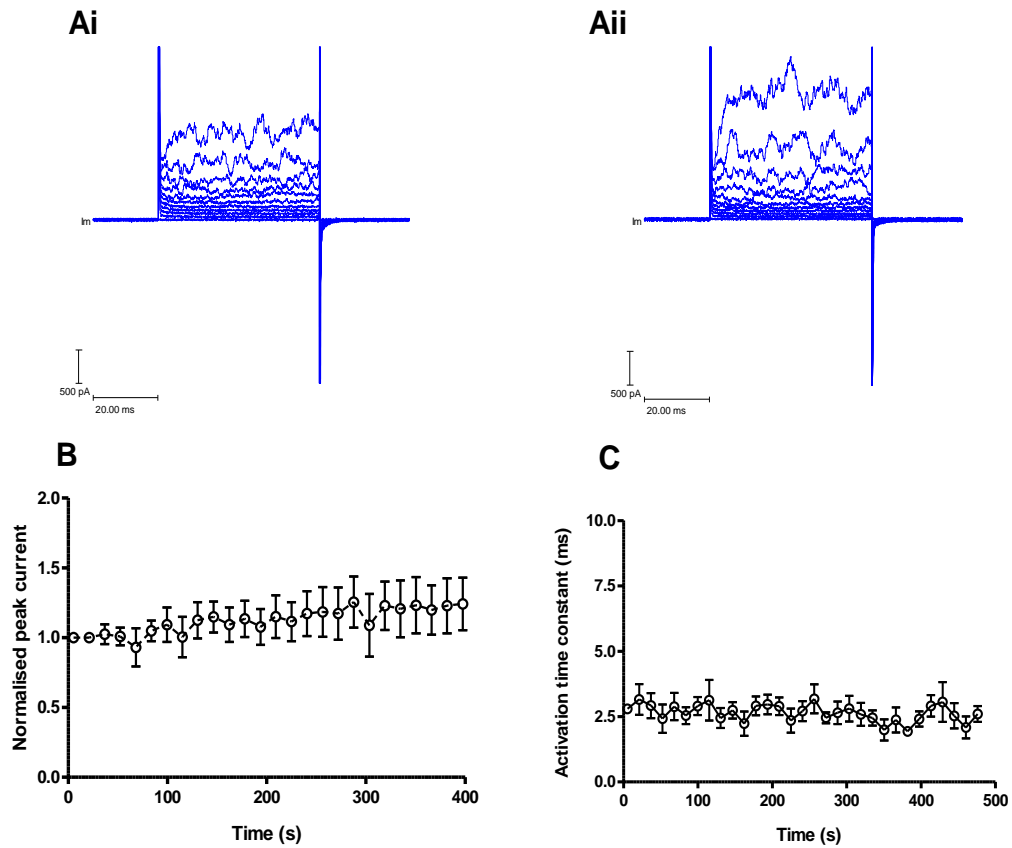 Ai
Im
500 pA
20.00 ms
Aii
Im
500 pA
20.00 ms
B
Normalised peak current
2.0
1.5
1.0
0.5
0.0
0 100 200 300 400
Time (s)
C
Activation time constant (ms)
10.0
7.5
5.0
2.5
0.0
0 100 200 300 400 500
Time (s)